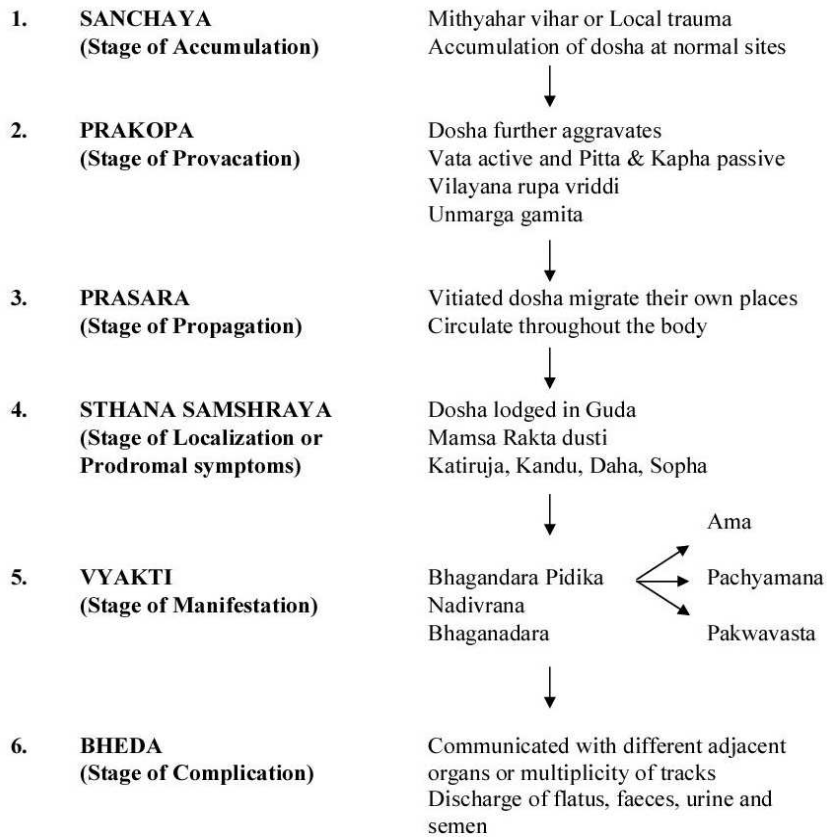 1. SANCHAYA Mithyahar vihar or Local trauma
(Stage of Accumulation) Accumulation of dosha at normal sites
2. PRAKOPA Dosha further aggravates
(Stage of Provacation) Vata active and Pitta & Kapha passive
Vilayana rupa vriddi
Unmarga gamita
3. PRASARA Vitiated dosha migrate their own places
(Stage of Propagation) Circulate throughout the body
4. STHANA SAMSHRAYA Dosha lodged in Guda
(Stage of Localization or Mamsa Rakta dusti
Prodromal symptoms) Katiruja, Kandu, Daha, Sopha
Ama
5. VYAKTI Bhagandara Pidika Pachyamana
(Stage of Manifestation) Nadivrana
Bhaganadara Pakwavasta
6. BHEDA Communicated with different adjacent
(Stage of Complication) organs or multiplicity of tracks
Discharge of flatus, faeces, urine and
semen